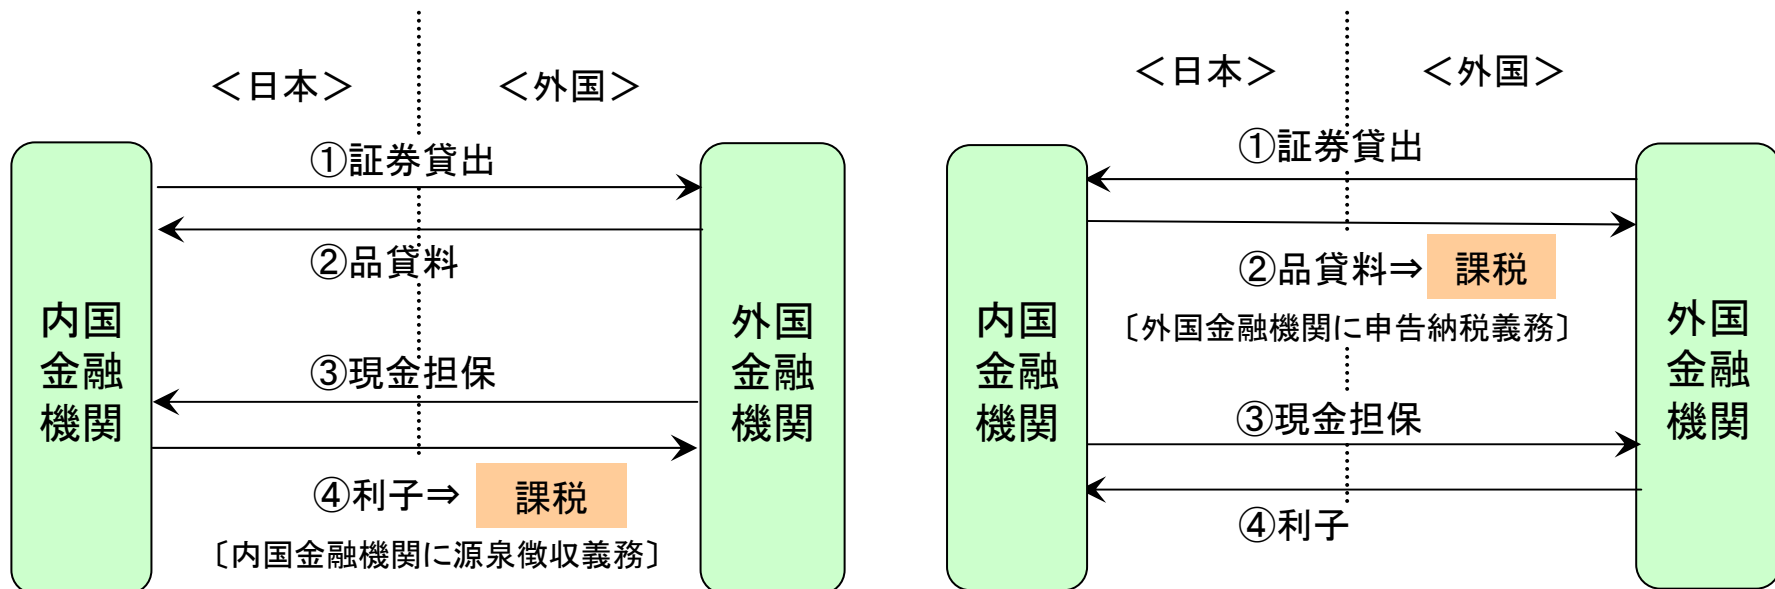 ＜日本＞
＜外国＞
①証券貸出
②品貸料
内国
金融
機関
外国
金融
機関
③現金担保
④利子⇒ 課税
〔内国金融機関に源泉徴収義務〕
＜日本＞
＜外国＞
①証券貸出
②品貸料⇒ 課税
〔外国金融機関に申告納税義務〕
内国
金融
機関
外国
金融
機関
③現金担保
④利子